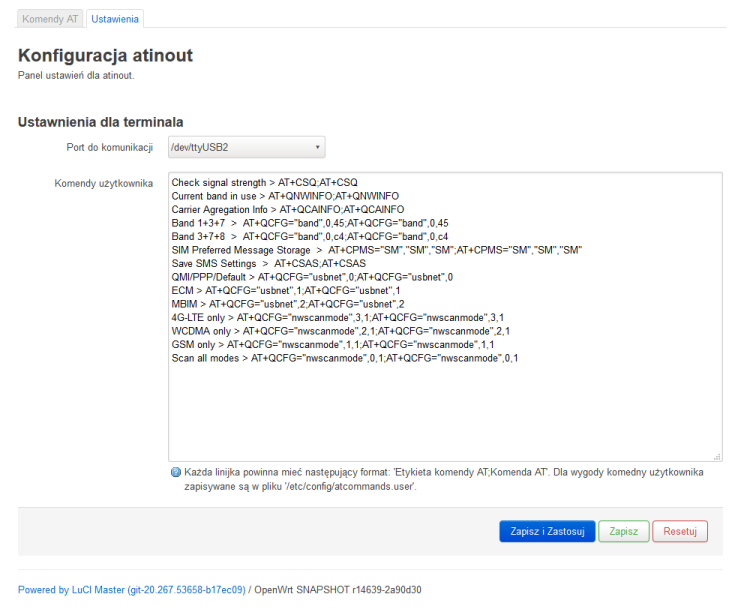 Komendy AT Ustawienia
Konfiguracja atinout
Panel ustawień dla atinout.
Ustawnienia dla terminala
Port do komunikacji /dev/ttyUSB2
Komendy użytkownika
Check signal strength > AT+CSQ;AT+CSQ
Current band in use > AT+QNWINFO;AT+QNWINFO
Carrier Agregation Info > AT+QCAINFO;AT+QCAINFO
Band 1+3+7  >  AT+QCFG="band",0,45;AT+QCFG="band",0,45
Band 3+7+8  > AT+QCFG="band",0,c4;AT+QCFG="band",0,c4
SIM Preferred Message Storage  >  AT+CPMS="SM","SM","SM";AT+CPMS="SM","SM","SM"
Save SMS Settings  >  AT+CSAS;AT+CSAS
QMI/PPP/Default > AT+QCFG="usbnet",0;AT+QCFG="usbnet",0
ECM > AT+QCFG="usbnet",1;AT+QCFG="usbnet",1
MBIM > AT+QCFG="usbnet",2;AT+QCFG="usbnet",2
4G-LTE only > AT+QCFG="nwscanmode",3,1;AT+QCFG="nwscanmode",3,1
WCDMA only > AT+QCFG="nwscanmode",2,1;AT+QCFG="nwscanmode",2,1
GSM only > AT+QCFG="nwscanmode",1,1;AT+QCFG="nwscanmode",1,1
Scan all modes > AT+QCFG="nwscanmode",0,1;AT+QCFG="nwscanmode",0,1
Każda linijka powinna mieć następujący format: 'Etykieta komendy AT;Komenda AT'. Dla wygody komedny użytkownika
zapisywane są w pliku '/etc/config/atcommands.user'.
Zapisz i Zastosuj Zapisz Resetuj
Powered by LuCI Master (git-20.267.53658-b17ec09) / OpenWrt SNAPSHOT r14639-2a90d30